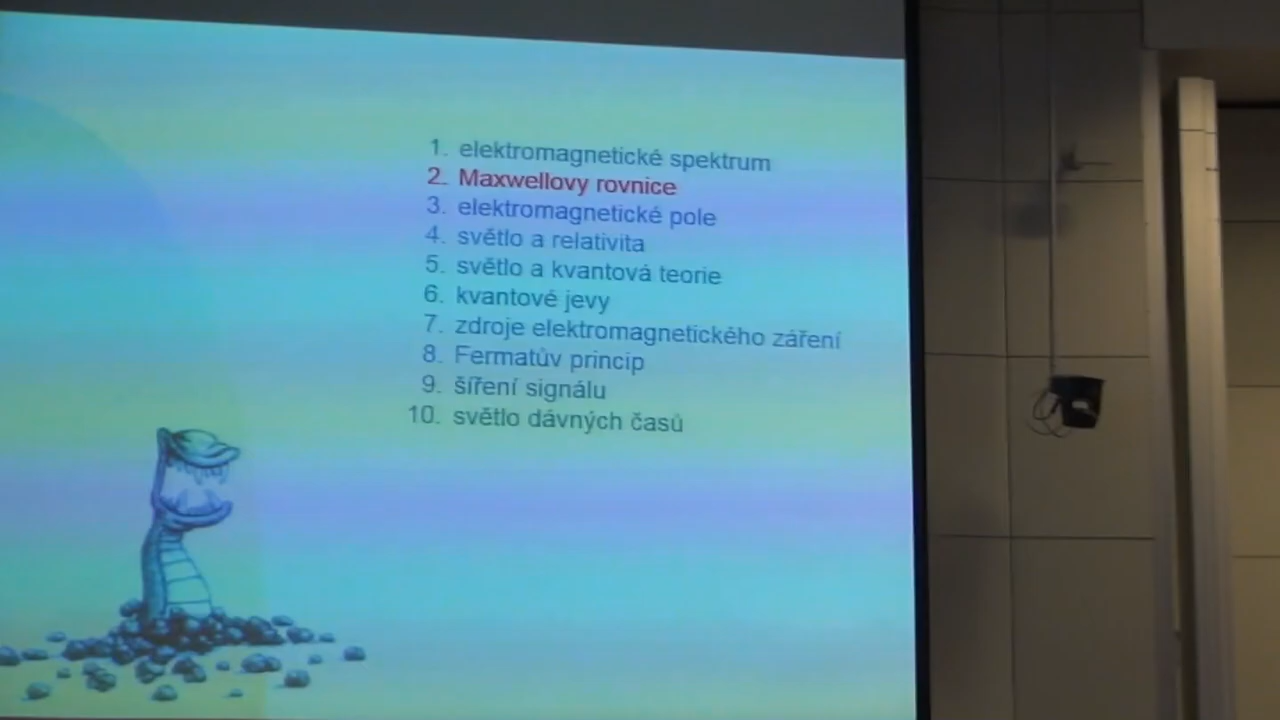 1. elektromagnetické spektrum
2. Maxwellovy rovnice
3. elektromagnetické pole
4. světlo a relativita
5. světlo a kvantová teorie
6. kvantové jevy
7. zdroje elektromagnetického záření
8. Fermatův princip
9. šíření signálu
10. světlo dávných časů